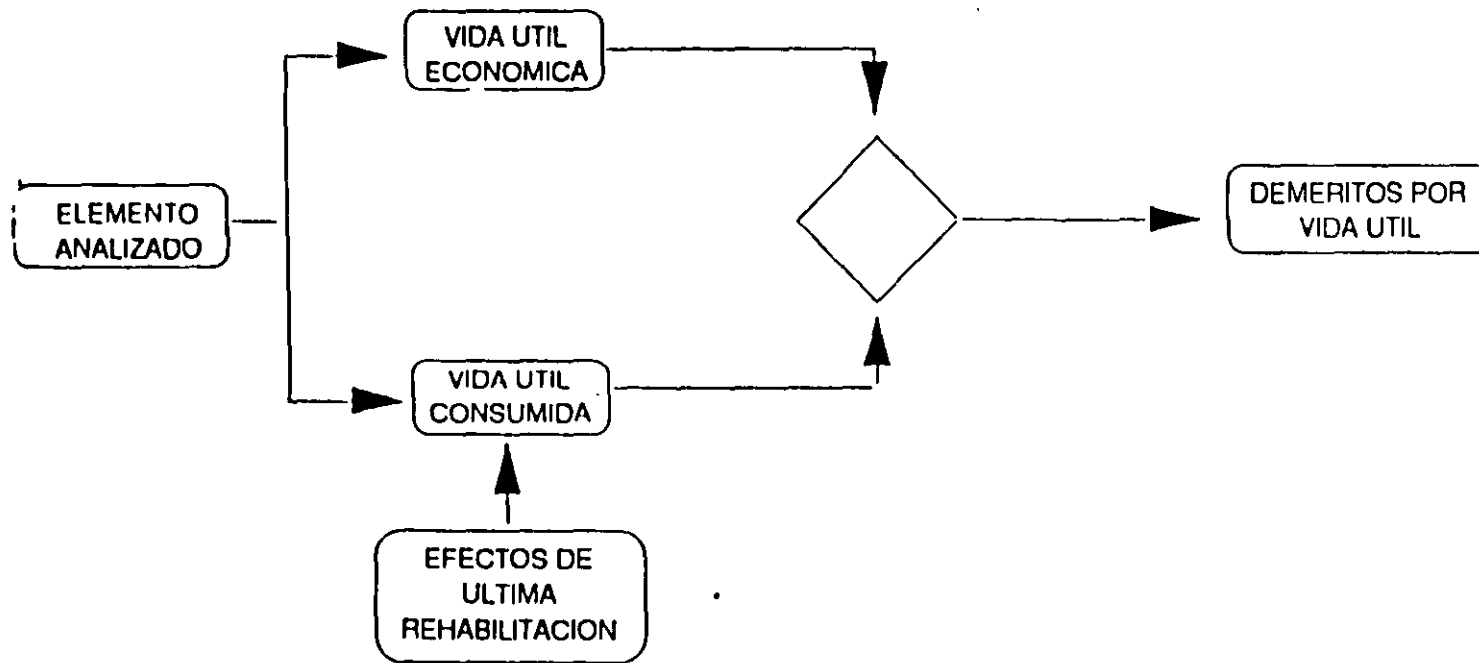 VIDA UTIL
ECONOMICA
ELEMENTO
ANALIZADO
DEMERITOS POR
VIDA UTIL
VIDA UTIL
CONSUMIDA
EFECTOS DE
ULTIMA
REHABILITACION